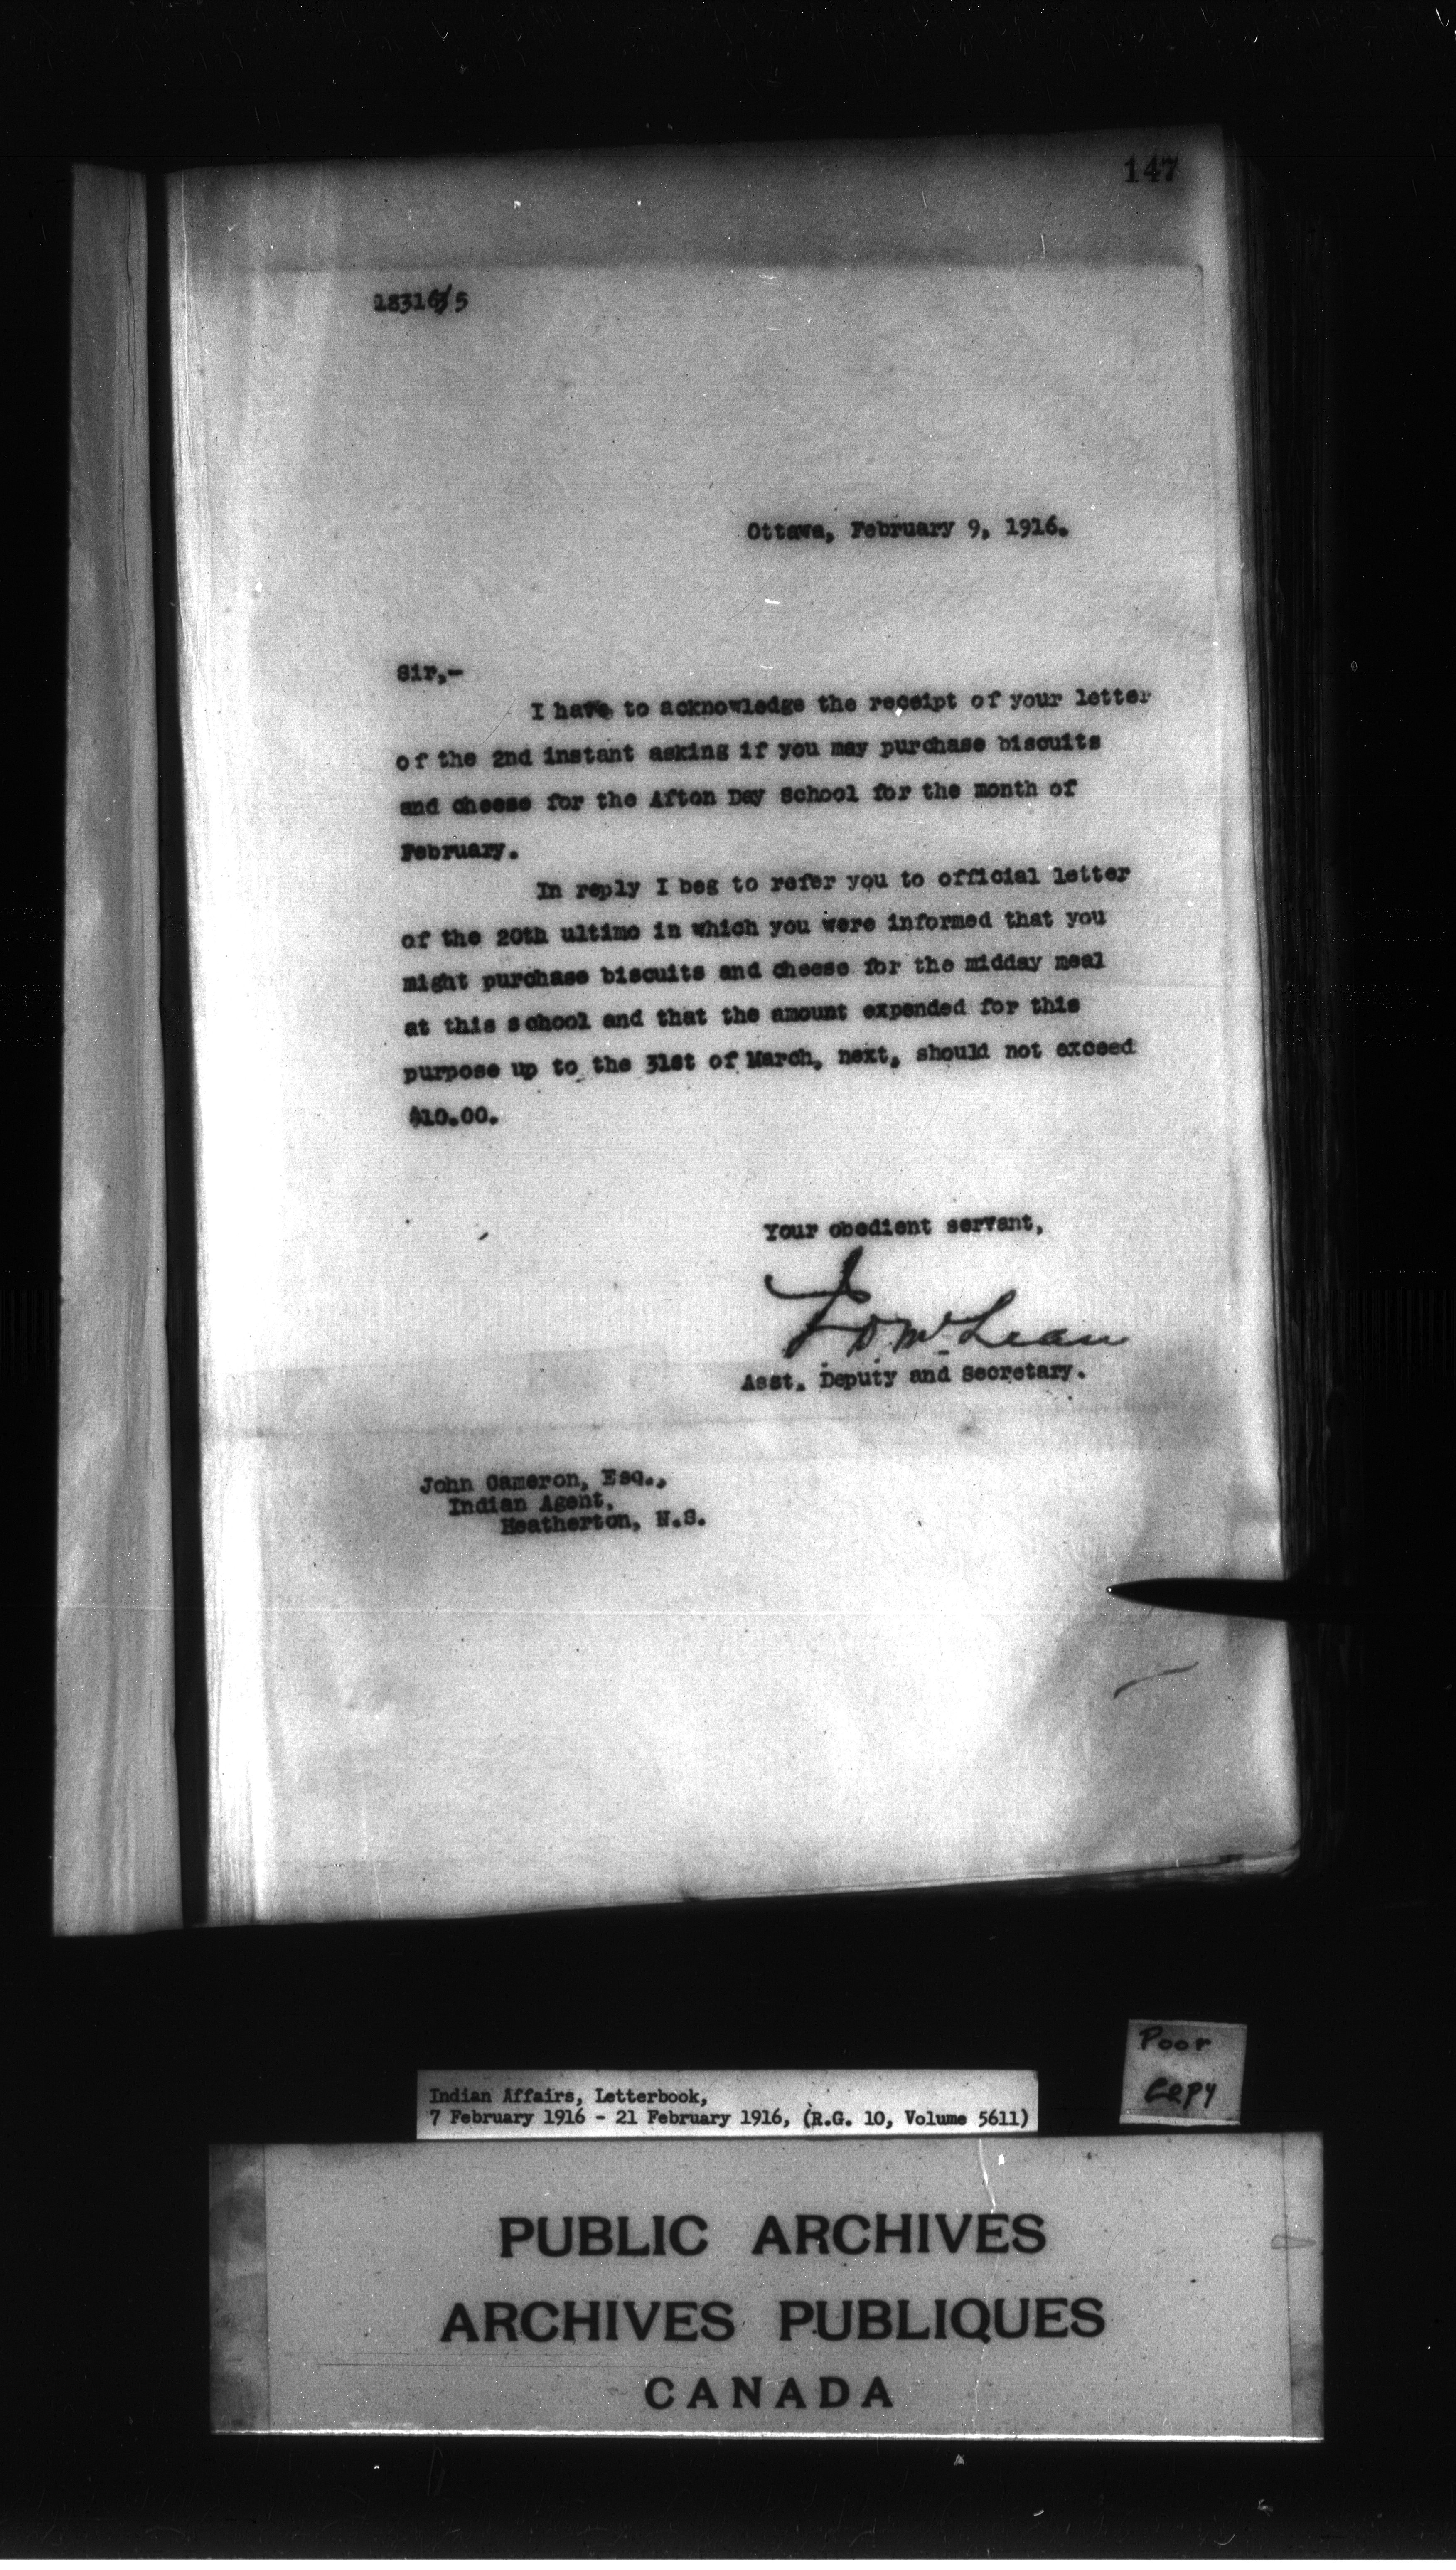 147
Ottawa, February 9, 1916.
Sir,-
I have to acknowledge the receipt of your letter
of the 2nd instant asking if you may purchase biscuits
and cheese for the Afton Day School for the month of
February.
In reply I beg to refer you to official letter
of the 20th ultimo in which you were informed that you
might purchase biscuits and cheese for the midday meal
at this school and that the amount expended for this
purpose up to the 31st of March, next, should not exceed
$10.00.
Your obedient servant,
McLean
Asst. Deputy and Secretary.
John Cameron, Esq.,
Indian Agent,
Heatherton, N.S.
Poor
Copy
Indian Affairs, Letterbook,
7 February 1916 - 21 February 1916, (R.G. 10, Volume 5611)
PUBLIC ARCHIVES
ARCHIVES PUBLIQUES
CANADA